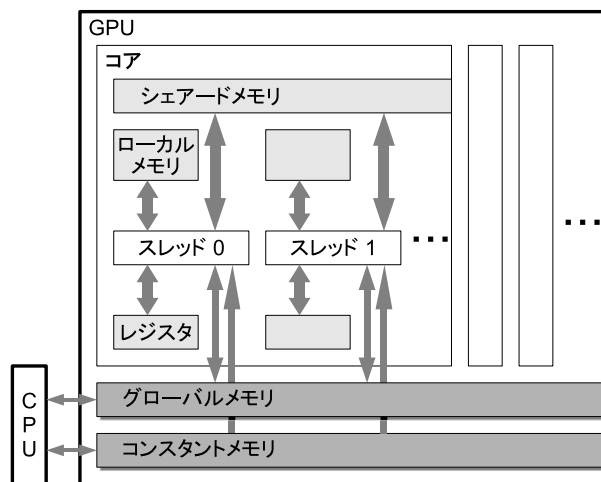 GPU
コア
シェアードメモリ
ローカル
メモリ
スレッド 0
スレッド 1
...
...
レジスタ
CPU
グローバルメモリ
コンスタントメモリ